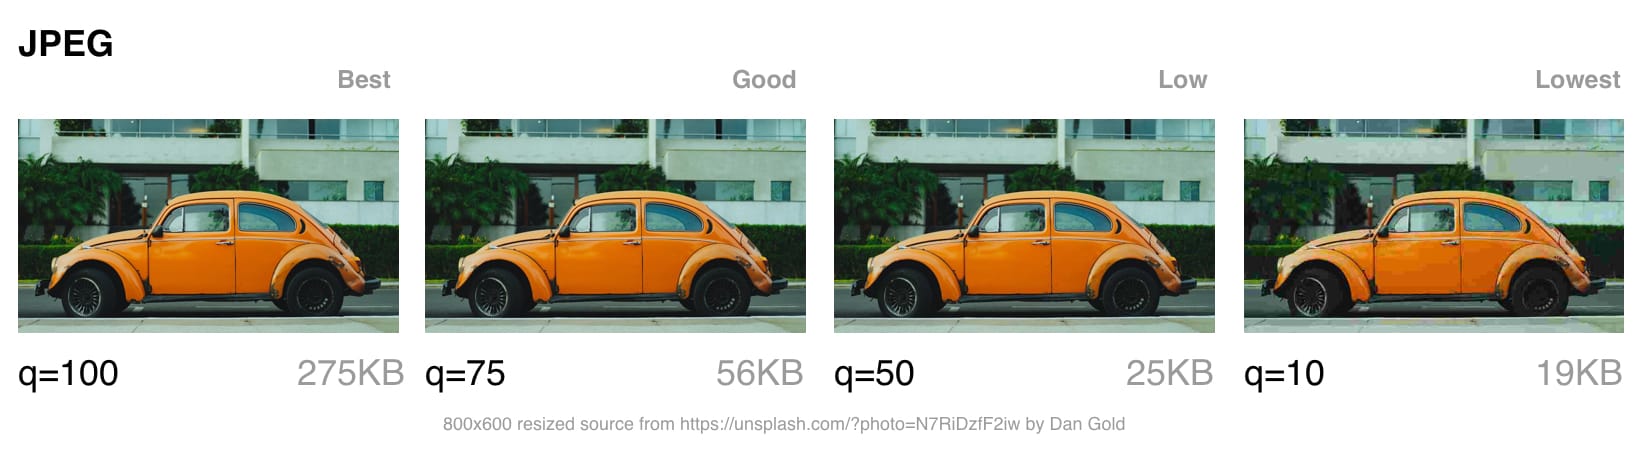 JPEG
Best Good Low Lowest
q=100 275KB q=75 56KB q=50 25KB q=10 19KB
800x600 resized source from https://unsplash.com/?photo=N7RiDzfF2iw by Dan Gold